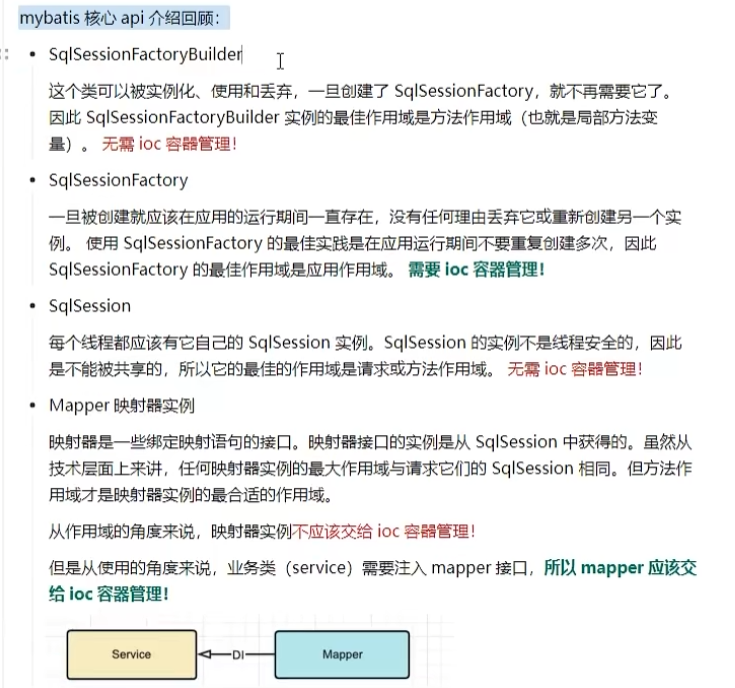 mybatis 核心 api 介绍回顾：
• SqlSessionFactoryBuilder
这个类可以被实例化、使用和丢弃，一旦创建了 SqlSessionFactory，就不再需要它了。
因此 SqlSessionFactoryBuilder 实例的最佳作用域是方法作用域（也就是局部方法变
量）。 无需 ioc 容器管理！
• SqlSessionFactory
一旦被创建就应该在应用的运行期间一直存在，没有任何理由丢弃它或重新创建另一个实
例。 使用 SqlSessionFactory 的最佳实践是在应用运行期间不要重复创建多次，因此
SqlSessionFactory 的最佳作用域是应用作用域。 需要 ioc 容器管理！
• SqlSession
每个线程都应该有它自己的 SqlSession 实例。SqlSession 的实例不是线程安全的，因此
是不能被共享的，所以它的最佳的作用域是请求或方法作用域。 无需 ioc 容器管理！
• Mapper 映射器实例
映射器是一些绑定映射语句的接口。映射器接口的实例是从 SqlSession 中获得的。虽然从
技术层面上来讲，任何映射器实例的最大作用域与请求它们的 SqlSession 相同。但方法作
用域才是映射器实例的最合适的作用域。
从作用域的角度来说，映射器实例不应该交给 ioc 容器管理！
但是从使用的角度来说，业务类（service）需要注入 mapper 接口，所以 mapper 应该交
给 ioc 容器管理！
Service DI Mapper